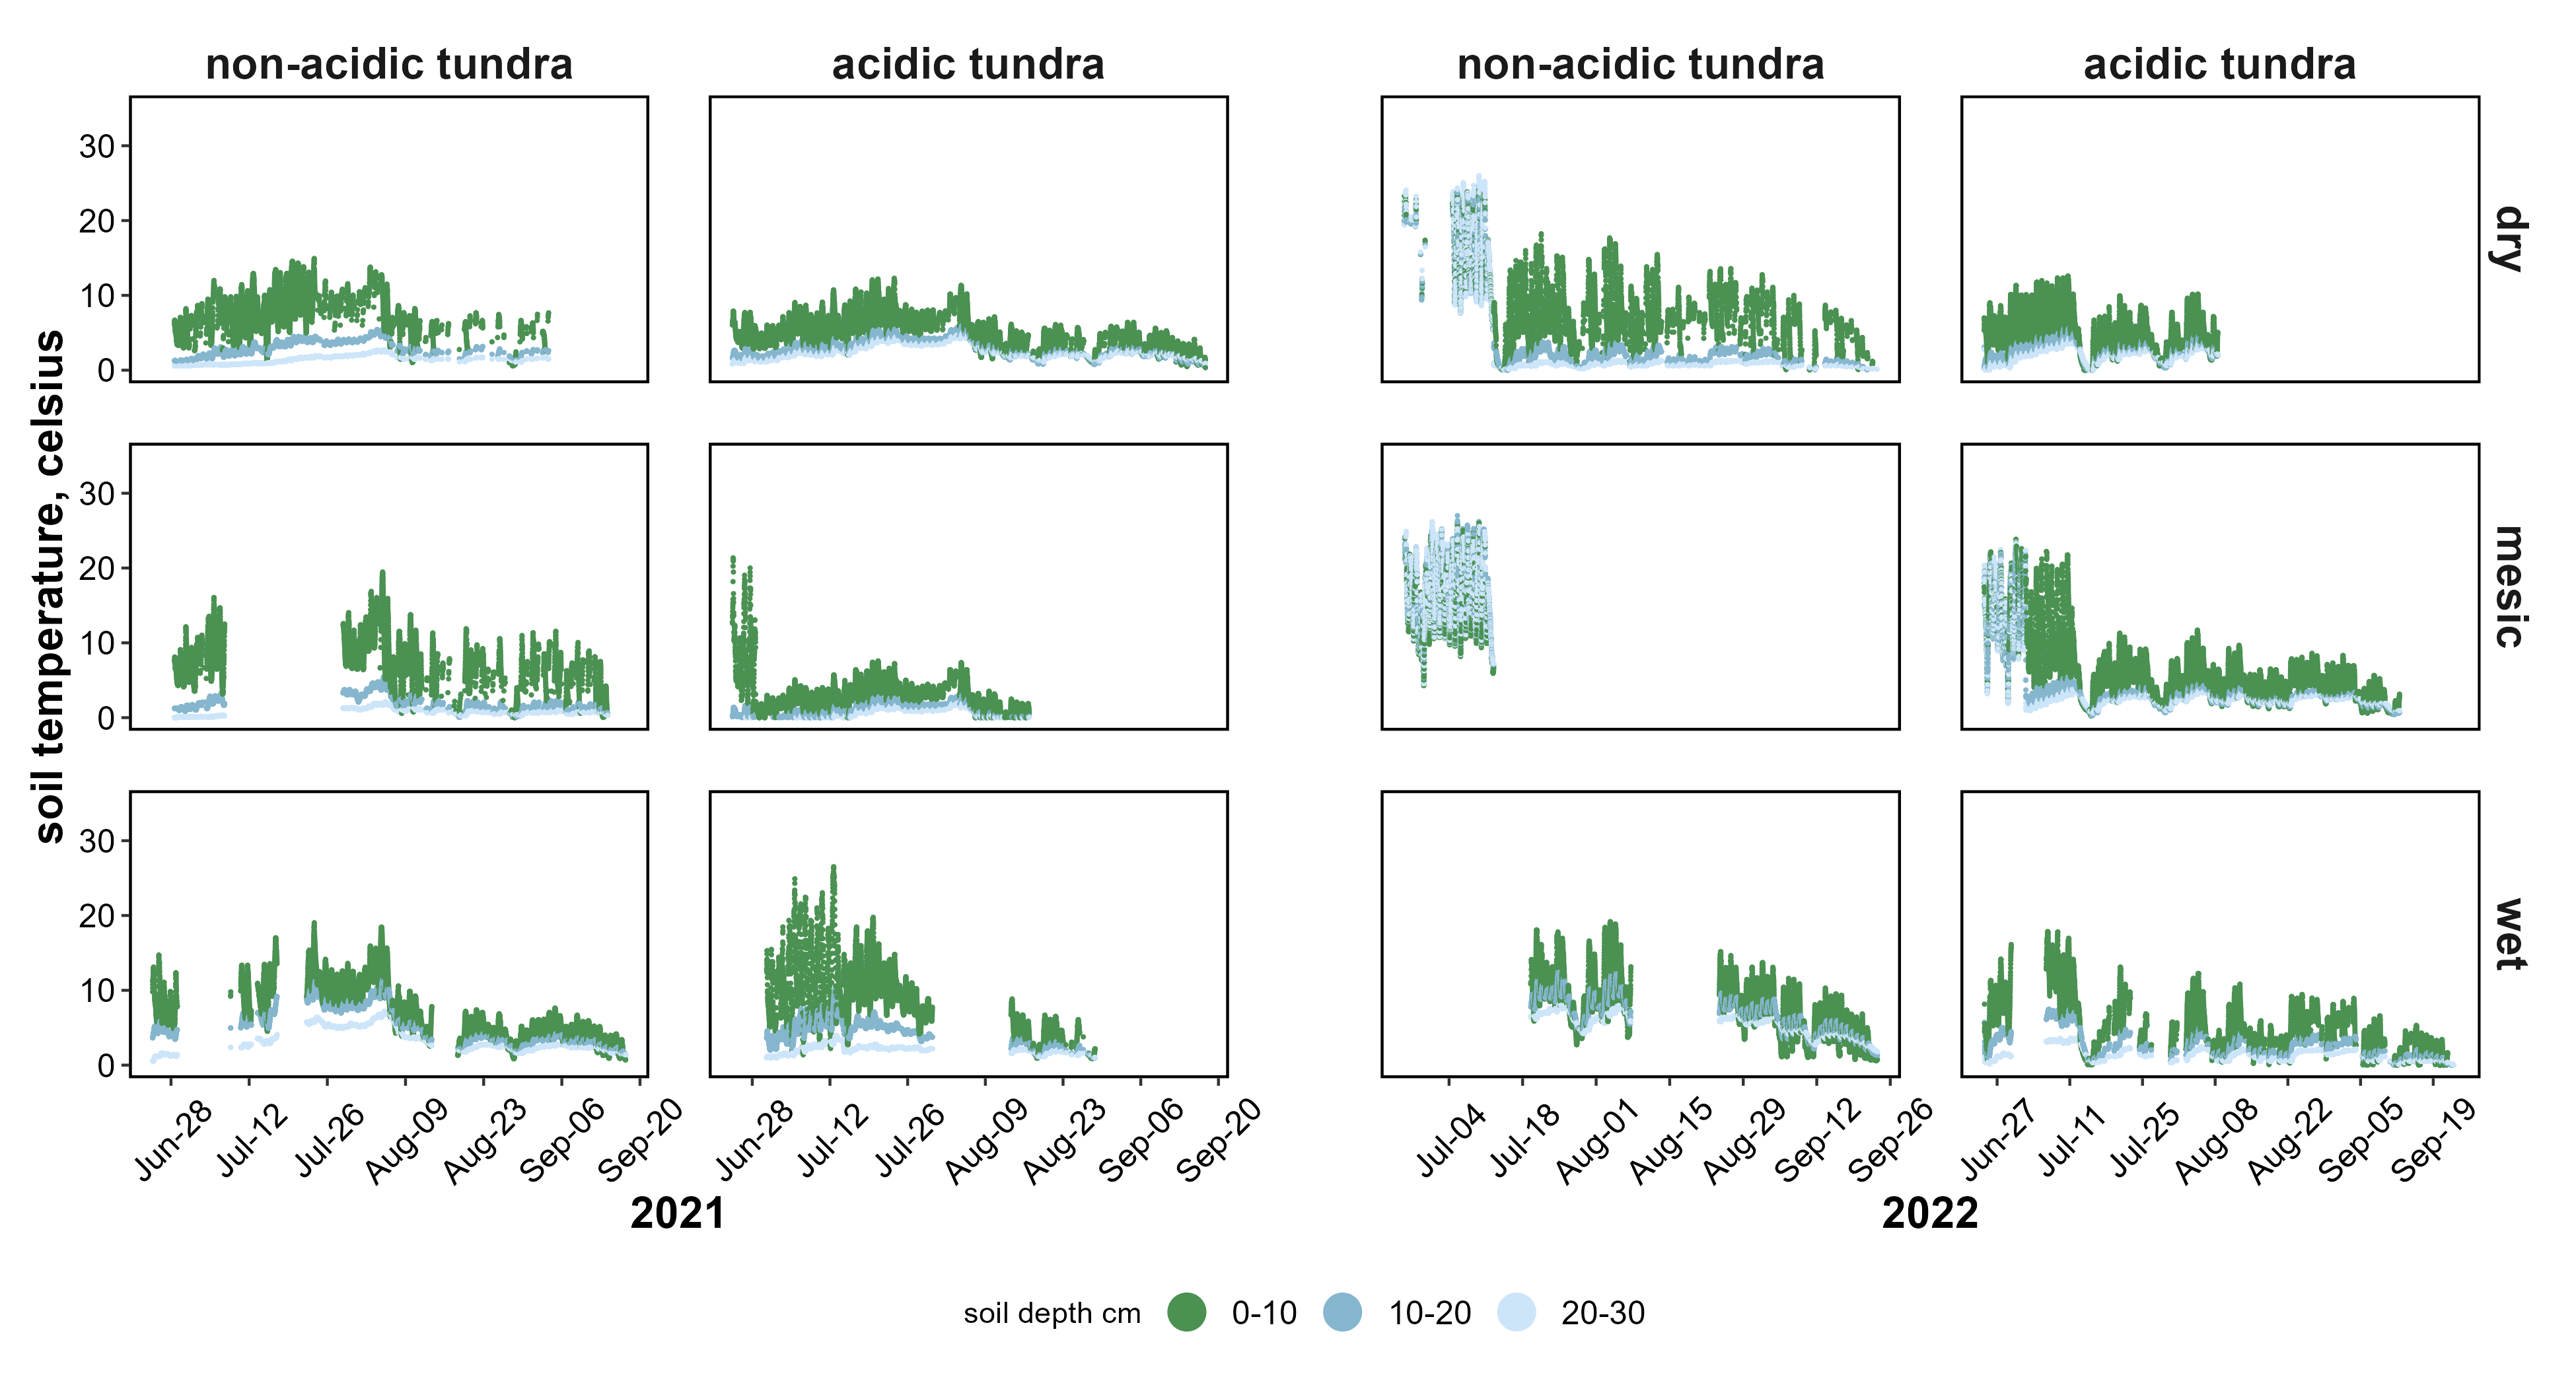 non-acidic tundra
acidic tundra
non-acidic tundra
acidic tundra
soil temperature, celsius
30
20
10
0
dry
30
20
10
0
mesic
30
20
10
0
wet
Jun-28
Jul-12
Jul-26
Aug-09
Aug-23
Sep-06
Sep-20
Jun-28
Jul-12
Jul-26
Aug-09
Aug-23
Sep-06
Sep-20
Jul-04
Jul-18
Aug-01
Aug-15
Aug-29
Sep-12
Sep-26
Jun-27
Jul-11
Jul-25
Aug-08
Aug-22
Sep-05
Sep-19
2021
2022
soil depth cm 0-10 10-20 20-30